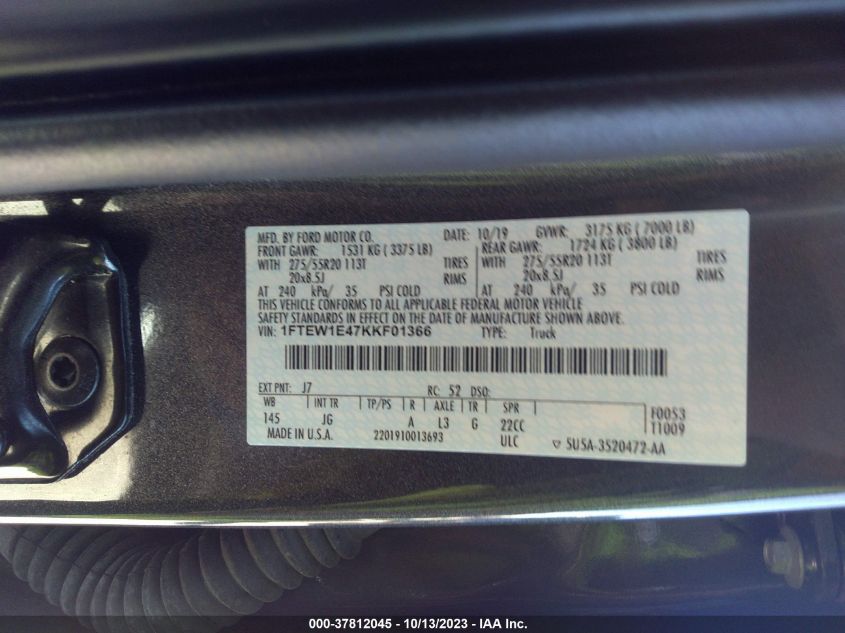 MFD. BY FORD MOTOR CO. DATE: 10/19 GVWR: 3175 KG ( 7000 LB)
FRONT GAWR: 1531 KG ( 3375 LB) REAR GAWR: 1724 KG ( 3800 LB)
WITH 275/55R20 113T TIRES WITH 275/55R20 113T TIRES
20x8.5J RIMS 20x8.5J RIMS
AT 240 kPa/ 35 PSI COLD AT 240 kPa/ 35 PSI COLD
THIS VEHICLE CONFORMS TO ALL APPLICABLE FEDERAL MOTOR VEHICLE
SAFETY STANDARDS IN EFFECT ON THE DATE OF MANUFACTURE SHOWN ABOVE.
VIN: 1FTEW1E47KKF01366 TYPE: Truck
EXT PNT: J7 RC: 52 DSO:
WB INT TR TP/PS R AXLE TR SPR F0053
145 JG A L3 G 22CC T1009
MADE IN U.S.A. 2201910013693 ULC ▽ 5U5A-3520472-AA
000-37812045 - 10/13/2023 - IAA Inc.